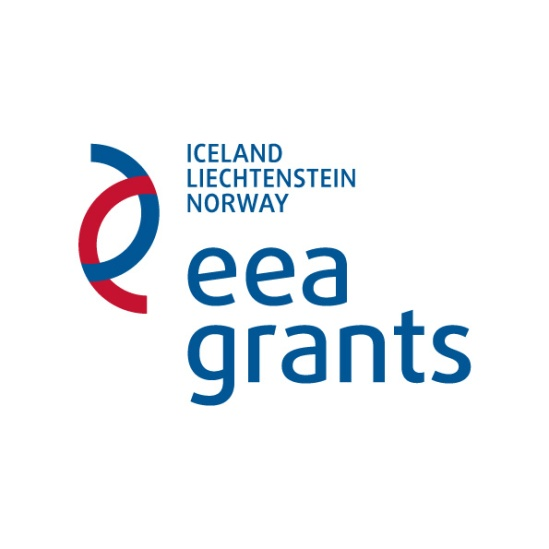 ICELAND
LIECHTENSTEIN
NORWAY
eea
grants